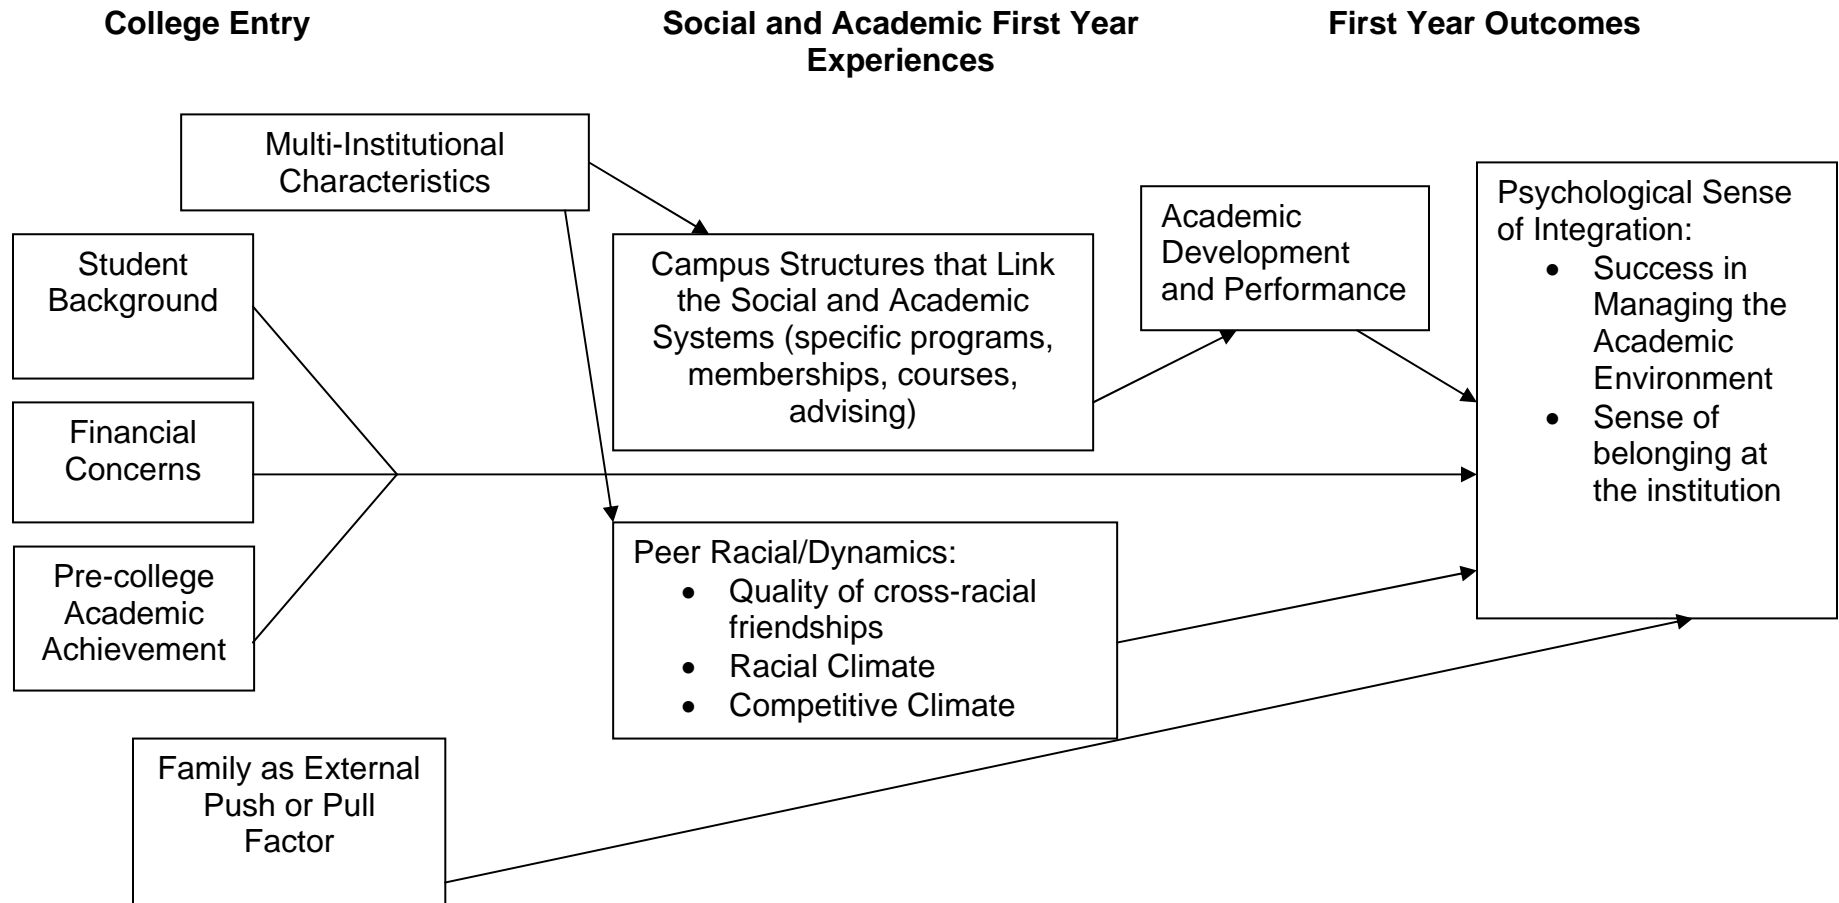 College Entry
Social and Academic First Year
Experiences
First Year Outcomes
Multi-Institutional
Characteristics
Student
Background
Financial
Concerns
Pre-college
Academic
Achievement
Family as External
Push or Pull
Factor
Campus Structures that Link
the Social and Academic
Systems (specific programs,
memberships, courses,
advising)
Peer Racial/Dynamics:
• Quality of cross-racial
friendships
• Racial Climate
• Competitive Climate
Academic
Development
and Performance
Psychological Sense
of Integration:
• Success in
Managing the
Academic
Environment
• Sense of
belonging at
the institution